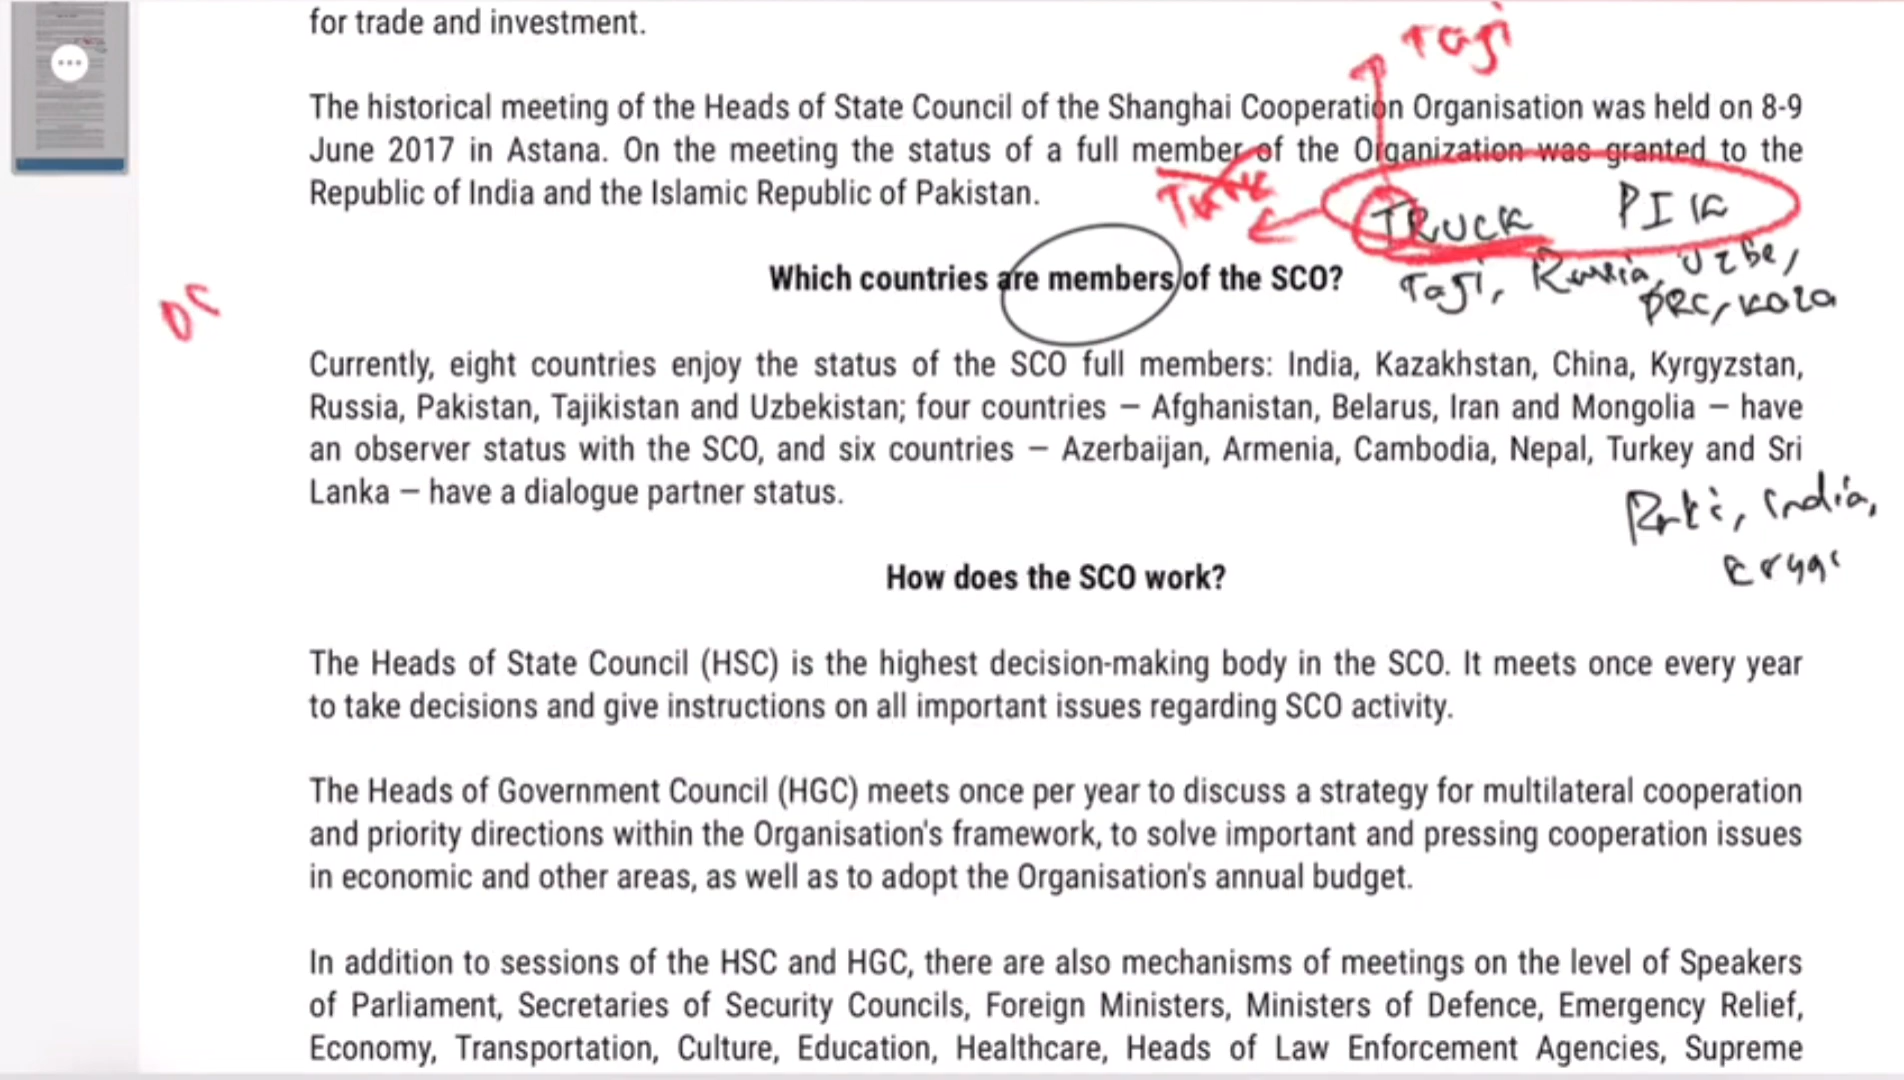 for trade and investment.
Tagi
The historical meeting of the Heads of State Council of the Shanghai Cooperation Organisation was held on 8-9
June 2017 in Astana. On the meeting the status of a full member of the Organization was granted to the
Republic of India and the Islamic Republic of Pakistan.
TRUCK PIK
Which countries are members of the SCO?
Tagi, Russia, Uzbe,
PRC, Kaza
Currently, eight countries enjoy the status of the SCO full members: India, Kazakhstan, China, Kyrgyzstan,
Russia, Pakistan, Tajikistan and Uzbekistan; four countries – Afghanistan, Belarus, Iran and Mongolia – have
an observer status with the SCO, and six countries – Azerbaijan, Armenia, Cambodia, Nepal, Turkey and Sri
Lanka – have a dialogue partner status.
India,
How does the SCO work?
The Heads of State Council (HSC) is the highest decision-making body in the SCO. It meets once every year
to take decisions and give instructions on all important issues regarding SCO activity.
The Heads of Government Council (HGC) meets once per year to discuss a strategy for multilateral cooperation
and priority directions within the Organisation's framework, to solve important and pressing cooperation issues
in economic and other areas, as well as to adopt the Organisation's annual budget.
In addition to sessions of the HSC and HGC, there are also mechanisms of meetings on the level of Speakers
of Parliament, Secretaries of Security Councils, Foreign Ministers, Ministers of Defence, Emergency Relief,
Economy, Transportation, Culture, Education, Healthcare, Heads of Law Enforcement Agencies, Supreme